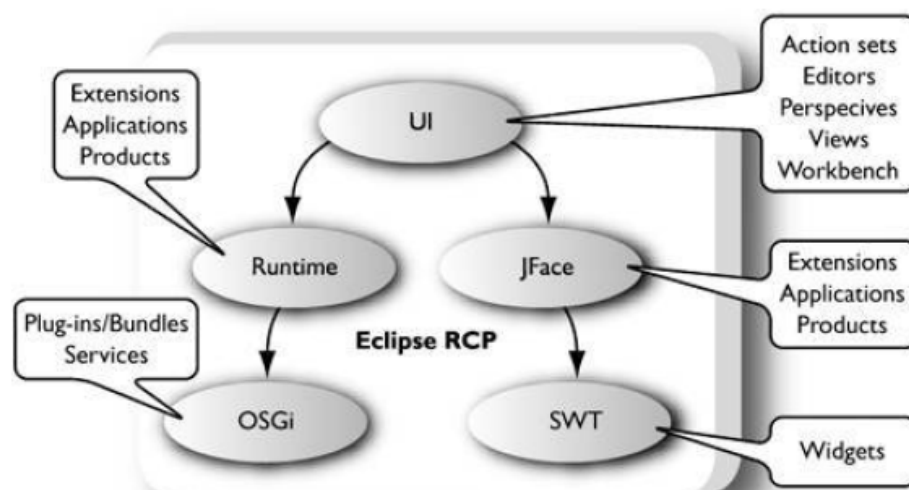 Action sets
Editors
Perspecives
Views
Workbench
Extensions
Applications
Products
UI
Runtime
JFace
Extensions
Applications
Products
Plug-ins/Bundles
Services
Eclipse RCP
OSGi
SWT
Widgets